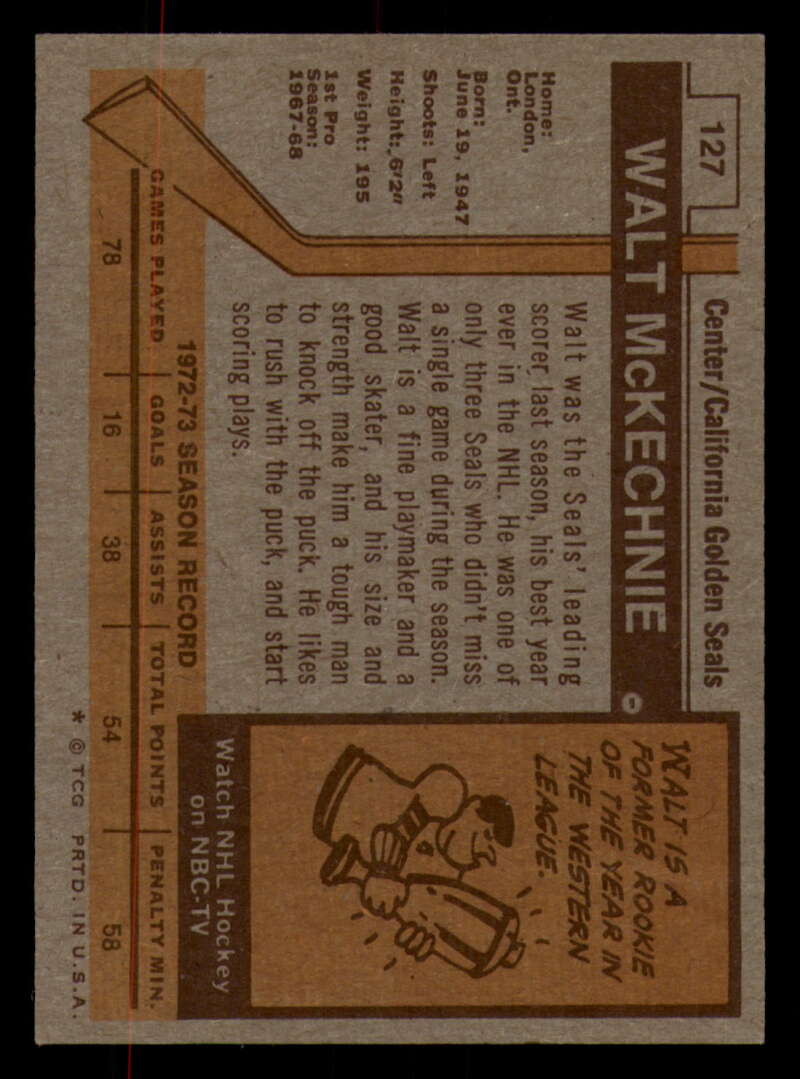 127
Center/California Golden Seals
WALT McKECHNIE
Home:
London,
Ont.
Born:
June 19, 1947
Shoots: Left
Height: 6'2"
Weight: 195
1st Pro
Season:
1967-68
Walt was the Seals' leading
scorer last season, his best year
ever in the NHL. He was one of
only three Seals who didn't miss
a single game during the season.
Walt is a fine playmaker and a
good skater, and his size and
strength make him a tough man
to knock off the puck. He likes
to rush with the puck, and start
scoring plays.
WALT IS A
FORMER ROOKIE
OF THE YEAR IN
THE WESTERN
LEAGUE.
Watch NHL Hockey
on NBC-TV
1972-73 SEASON RECORD
GAMES PLAYED GOALS ASSISTS TOTAL POINTS PENALTY MIN.
78 16 38 54 58
* © TCG PRTD. IN U.S.A.